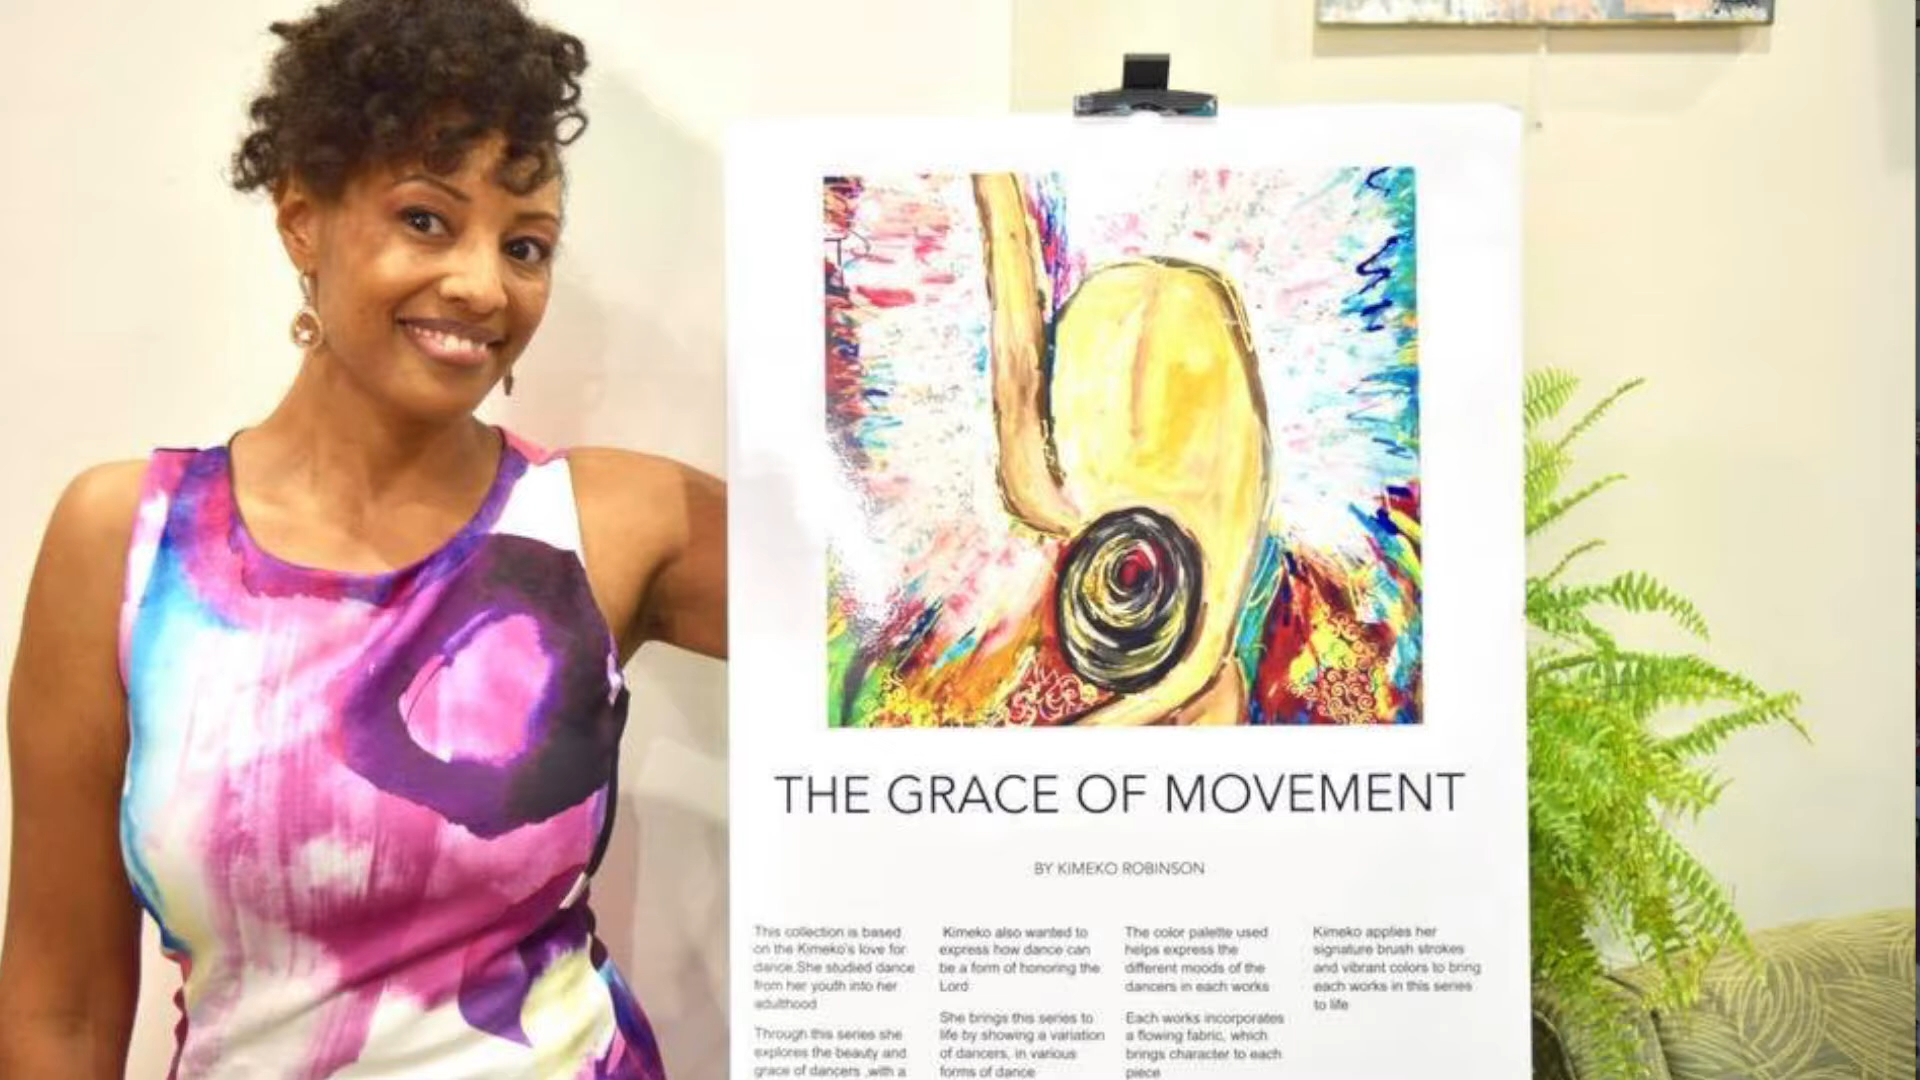 THE GRACE OF MOVEMENT
BY KIMEKO ROBINSON
This collection is based
on the Kimeko's love for
dance.She studied dance
from her youth into her
adulthood
Through this series she
explores the beauty and
grace of dancers ,with a
Kimeko also wanted to
express how dance can
be a form of honoring the
Lord
She brings this series to
life by showing a variation
of dancers, in various
forms of dance
The color palette used
helps express the
different moods of the
dancers in each works
Each works incorporates
a flowing fabric, which
brings character to each
piece
Kimeko applies her
signature brush strokes
and vibrant colors to bring
each works in this series
to life